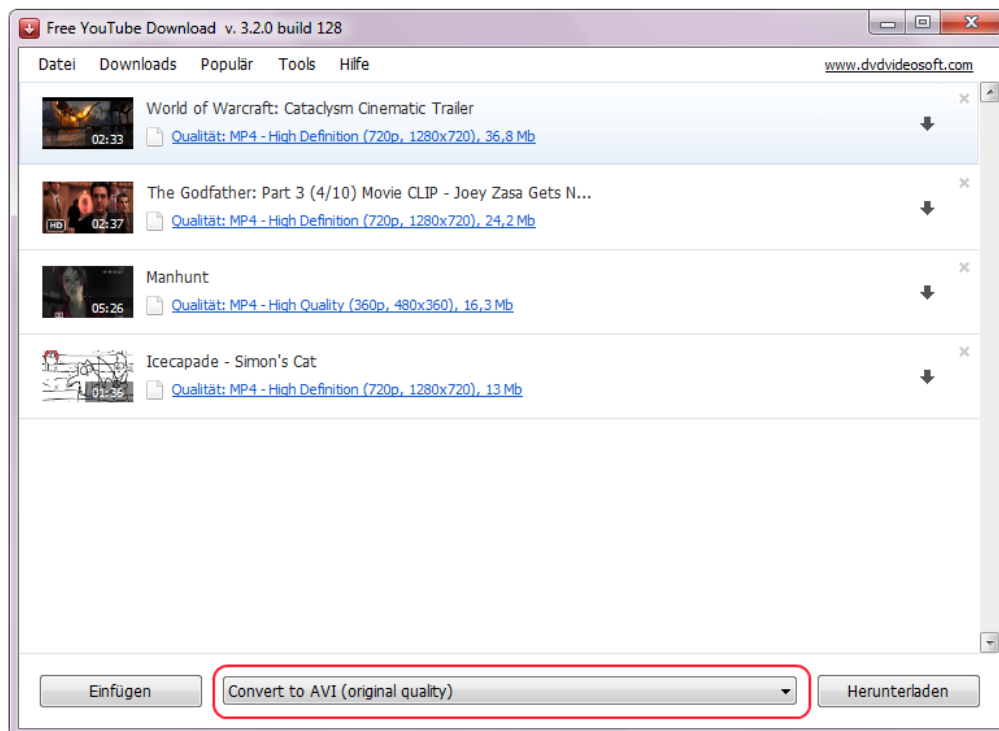 Free YouTube Download v. 3.2.0 build 128
Datei Downloads Populär Tools Hilfe www.dvdvideosoft.com
World of Warcraft: Cataclysm Cinematic Trailer
02:33
Qualität: MP4 - High Definition (720p, 1280x720), 36,8 Mb
The Godfather: Part 3 (4/10) Movie CLIP - Joey Zasa Gets N...
HD 02:37
Qualität: MP4 - High Definition (720p, 1280x720), 24,2 Mb
Manhunt
05:26
Qualität: MP4 - High Quality (360p, 480x360), 16,3 Mb
Icecapade - Simon's Cat
01:36
Qualität: MP4 - High Definition (720p, 1280x720), 13 Mb
Einfügen Convert to AVI (original quality) Herunterladen